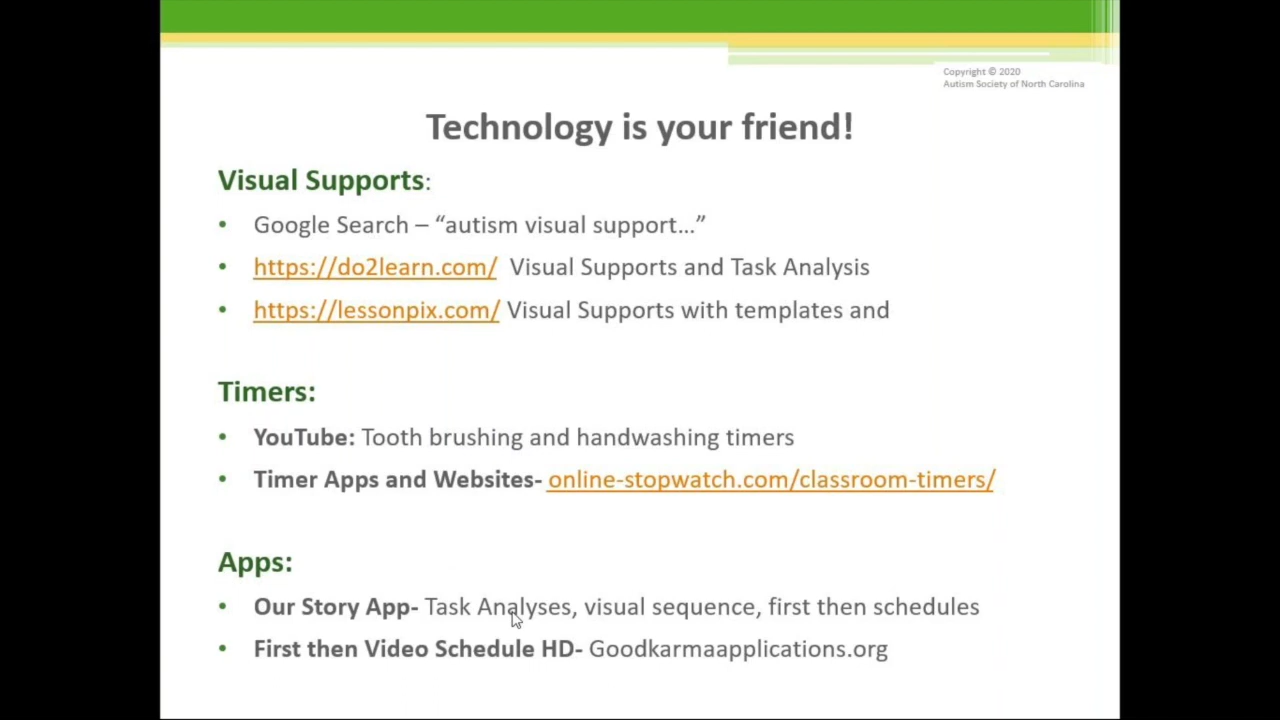 Copyright © 2020
Autism Society of North Carolina
Technology is your friend!
Visual Supports:
• Google Search – “autism visual support…”
• https://do2learn.com/ Visual Supports and Task Analysis
• https://lessonpix.com/ Visual Supports with templates and
Timers:
• YouTube: Tooth brushing and handwashing timers
• Timer Apps and Websites- online-stopwatch.com/classroom-timers/
Apps:
• Our Story App- Task Analyses, visual sequence, first then schedules
• First then Video Schedule HD- Goodkarmaapplications.org